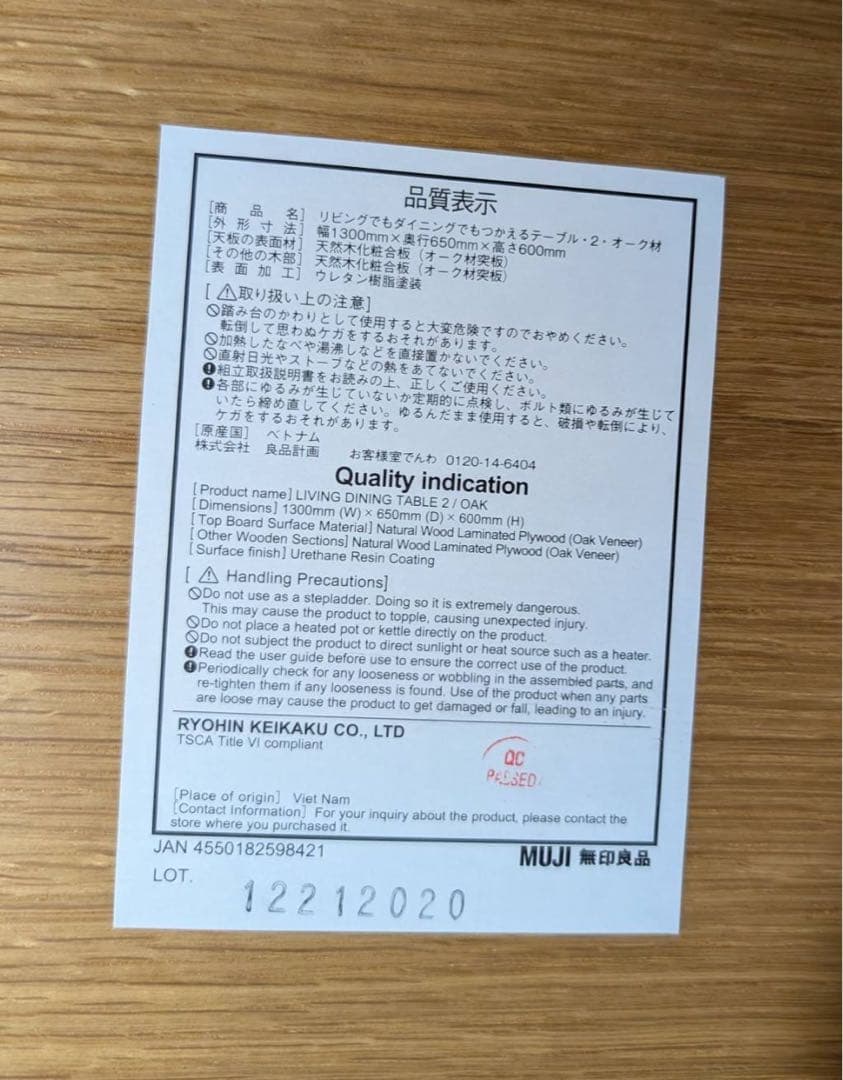 品質表示
[商品名] リビングでもダイニングでもつかえるテーブル・2・オーク材
[外形寸法] 幅1300mm×奥行650mm×高さ600mm
[天板の表面材] 天然木化粧合板（オーク材突板）
[その他の木部] 天然木化粧合板（オーク材突板）
[表面加工] ウレタン樹脂塗装
[⚠取り扱い上の注意]
🛇踏み台のかわりとして使用すると大変危険ですのでおやめください。
転倒して思わぬケガをするおそれがあります。
🛇加熱したなべや湯沸しなどを直接置かないでください。
🛇直射日光やストーブなどの熱をあてないでください。
❗組立取扱説明書をお読みの上、正しくご使用ください。
❗各部にゆるみが生じていないか定期的に点検し、ボルト類にゆるみが生じて
いたら締め直してください。ゆるんだまま使用すると、破損や転倒により、
ケガをするおそれがあります。
[原産国] ベトナム
株式会社 良品計画 お客様室でんわ 0120-14-6404
Quality indication
[Product name] LIVING DINING TABLE 2 / OAK
[Dimensions] 1300mm (W) × 650mm (D) × 600mm (H)
[Top Board Surface Material] Natural Wood Laminated Plywood (Oak Veneer)
[Other Wooden Sections] Natural Wood Laminated Plywood (Oak Veneer)
[Surface finish] Urethane Resin Coating
[⚠ Handling Precautions]
🛇Do not use as a stepladder. Doing so it is extremely dangerous.
This may cause the product to topple, causing unexpected injury.
🛇Do not place a heated pot or kettle directly on the product.
🛇Do not subject the product to direct sunlight or heat source such as a heater.
❗Read the user guide before use to ensure the correct use of the product.
❗Periodically check for any looseness or wobbling in the assembled parts, and
re-tighten them if any looseness is found. Use of the product when any parts
are loose may cause the product to get damaged or fall, leading to an injury.
RYOHIN KEIKAKU CO., LTD
TSCA Title VI compliant
QC
PASSED
[Place of origin] Viet Nam
[Contact Information] For your inquiry about the product, please contact the
store where you purchased it.
JAN 4550182598421
MUJI 無印良品
LOT.
12212020